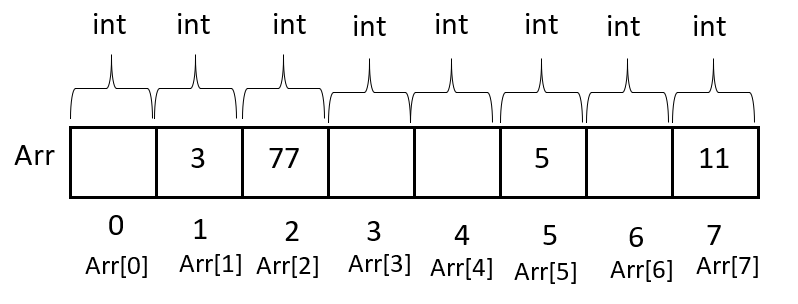 int int int int int int int int
Arr 3 77 5 11
0 1 2 3 4 5 6 7
Arr[0] Arr[1] Arr[2] Arr[3] Arr[4] Arr[5] Arr[6] Arr[7]